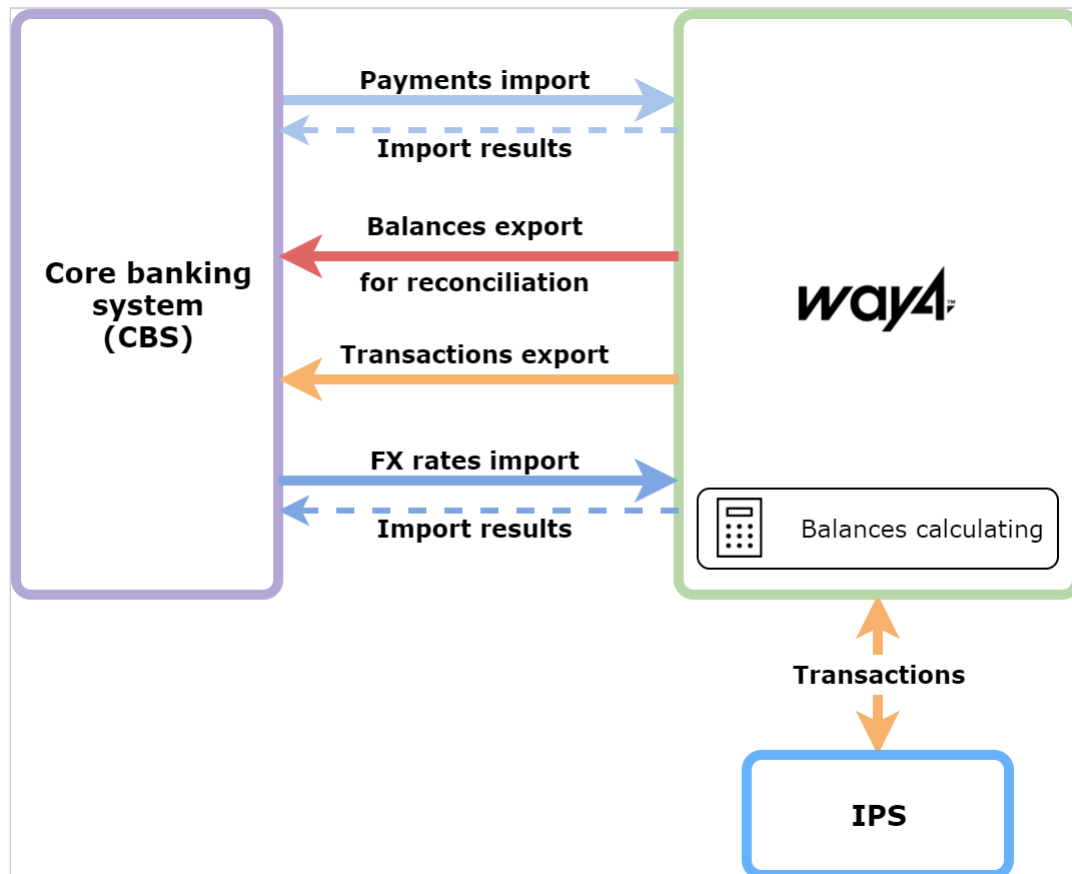 Payments import
Import results
Balances export
for reconciliation
Core banking
system
(CBS)
way4™
Transactions export
FX rates import
Import results
Balances calculating
Transactions
IPS